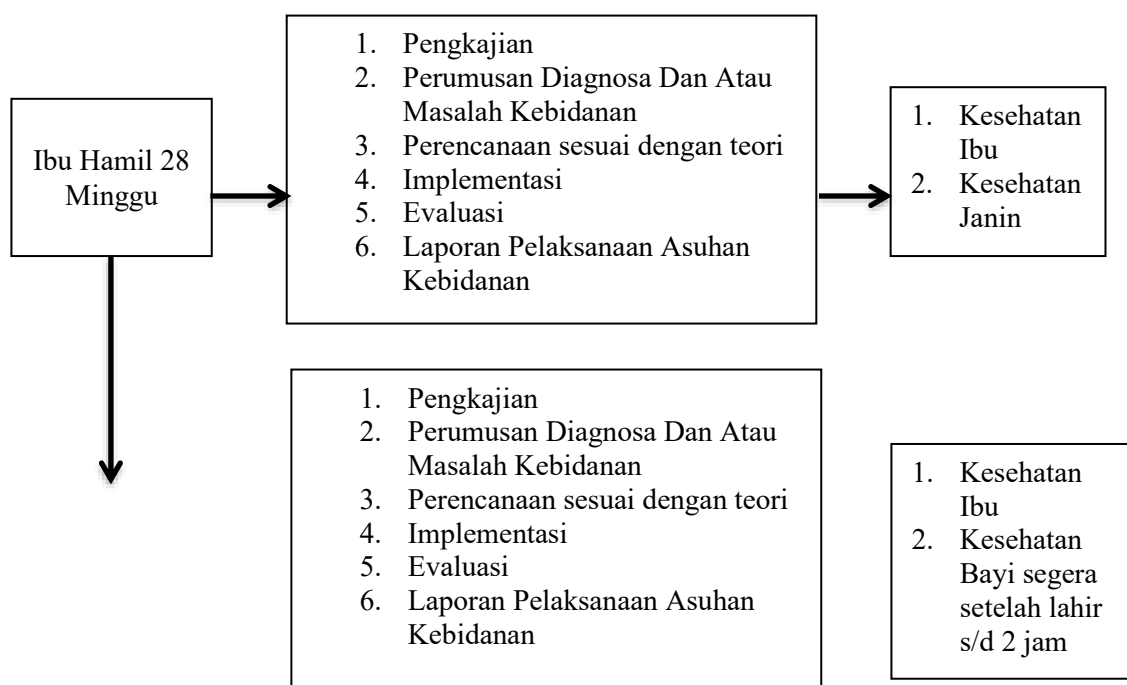 Ibu Hamil 28
Minggu
1. Pengkajian
2. Perumusan Diagnosa Dan Atau
Masalah Kebidanan
3. Perencanaan sesuai dengan teori
4. Implementasi
5. Evaluasi
6. Laporan Pelaksanaan Asuhan
Kebidanan
1. Kesehatan
Ibu
2. Kesehatan
Janin
1. Pengkajian
2. Perumusan Diagnosa Dan Atau
Masalah Kebidanan
3. Perencanaan sesuai dengan teori
4. Implementasi
5. Evaluasi
6. Laporan Pelaksanaan Asuhan
Kebidanan
1. Kesehatan
Ibu
2. Kesehatan
Bayi segera
setelah lahir
s/d 2 jam